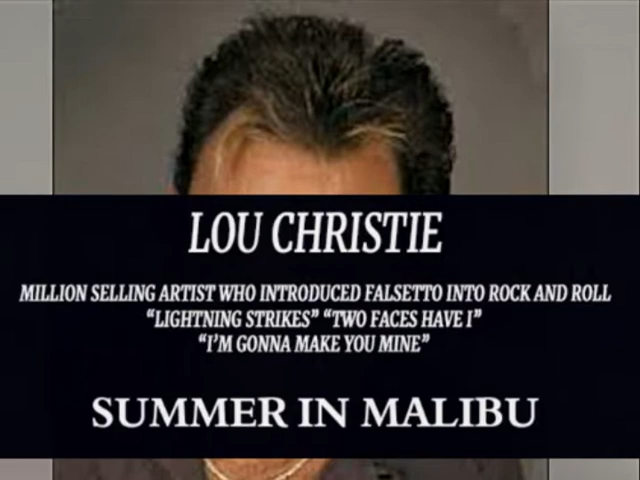 LOU CHRISTIE
MILLION SELLING ARTIST WHO INTRODUCED FALSETTO INTO ROCK AND ROLL
“LIGHTNING STRIKES” “TWO FACES HAVE I”
“I’M GONNA MAKE YOU MINE”
SUMMER IN MALIBU